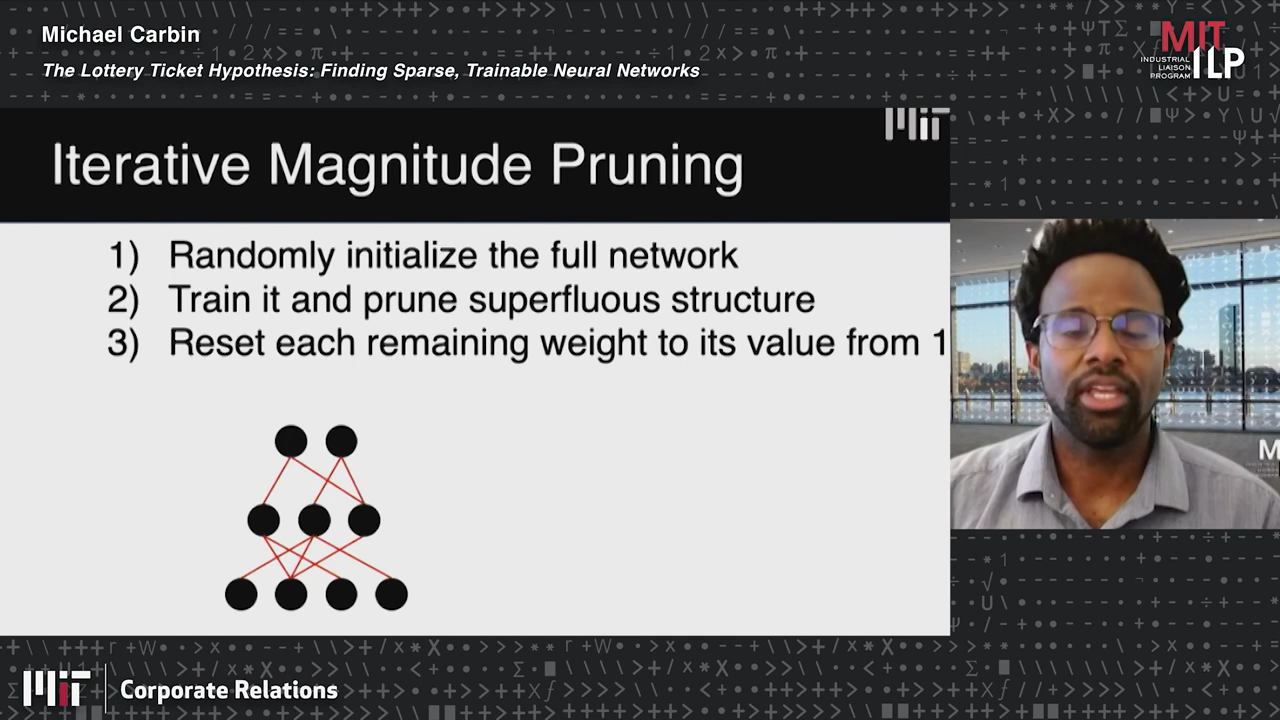 Michael Carbin
The Lottery Ticket Hypothesis: Finding Sparse, Trainable Neural Networks
MIT
INDUSTRIAL
LIAISON
PROGRAM
ILP
MIT
Iterative Magnitude Pruning
1) Randomly initialize the full network
2) Train it and prune superfluous structure
3) Reset each remaining weight to its value from 1
M
MIT
Corporate Relations